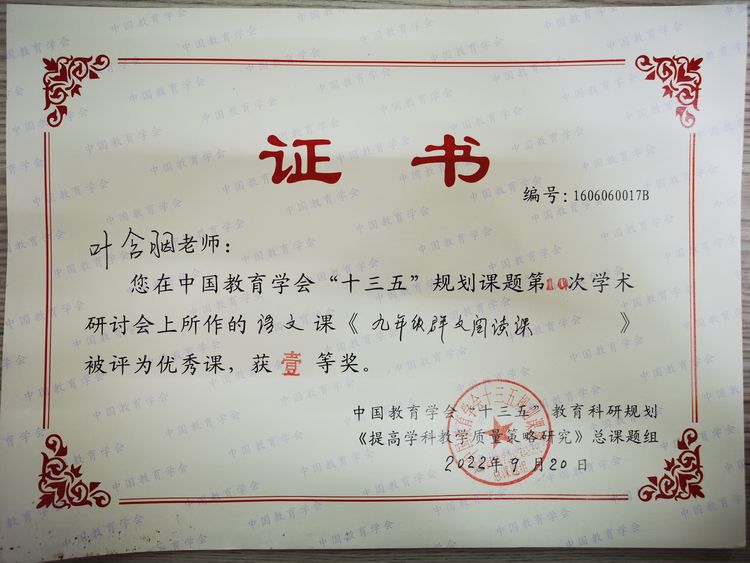 证书
编号:1606060017B
叶含胭老师：
您在中国教育学会“十三五”规划课题第10次学术
研讨会上所作的语文课《九年级群文阅读课》
被评为优秀课，获壹等奖。
中国教育学会“十三五”教育科研规划
《提高学科教学质量策略研究》总课题组
2022年9月20日